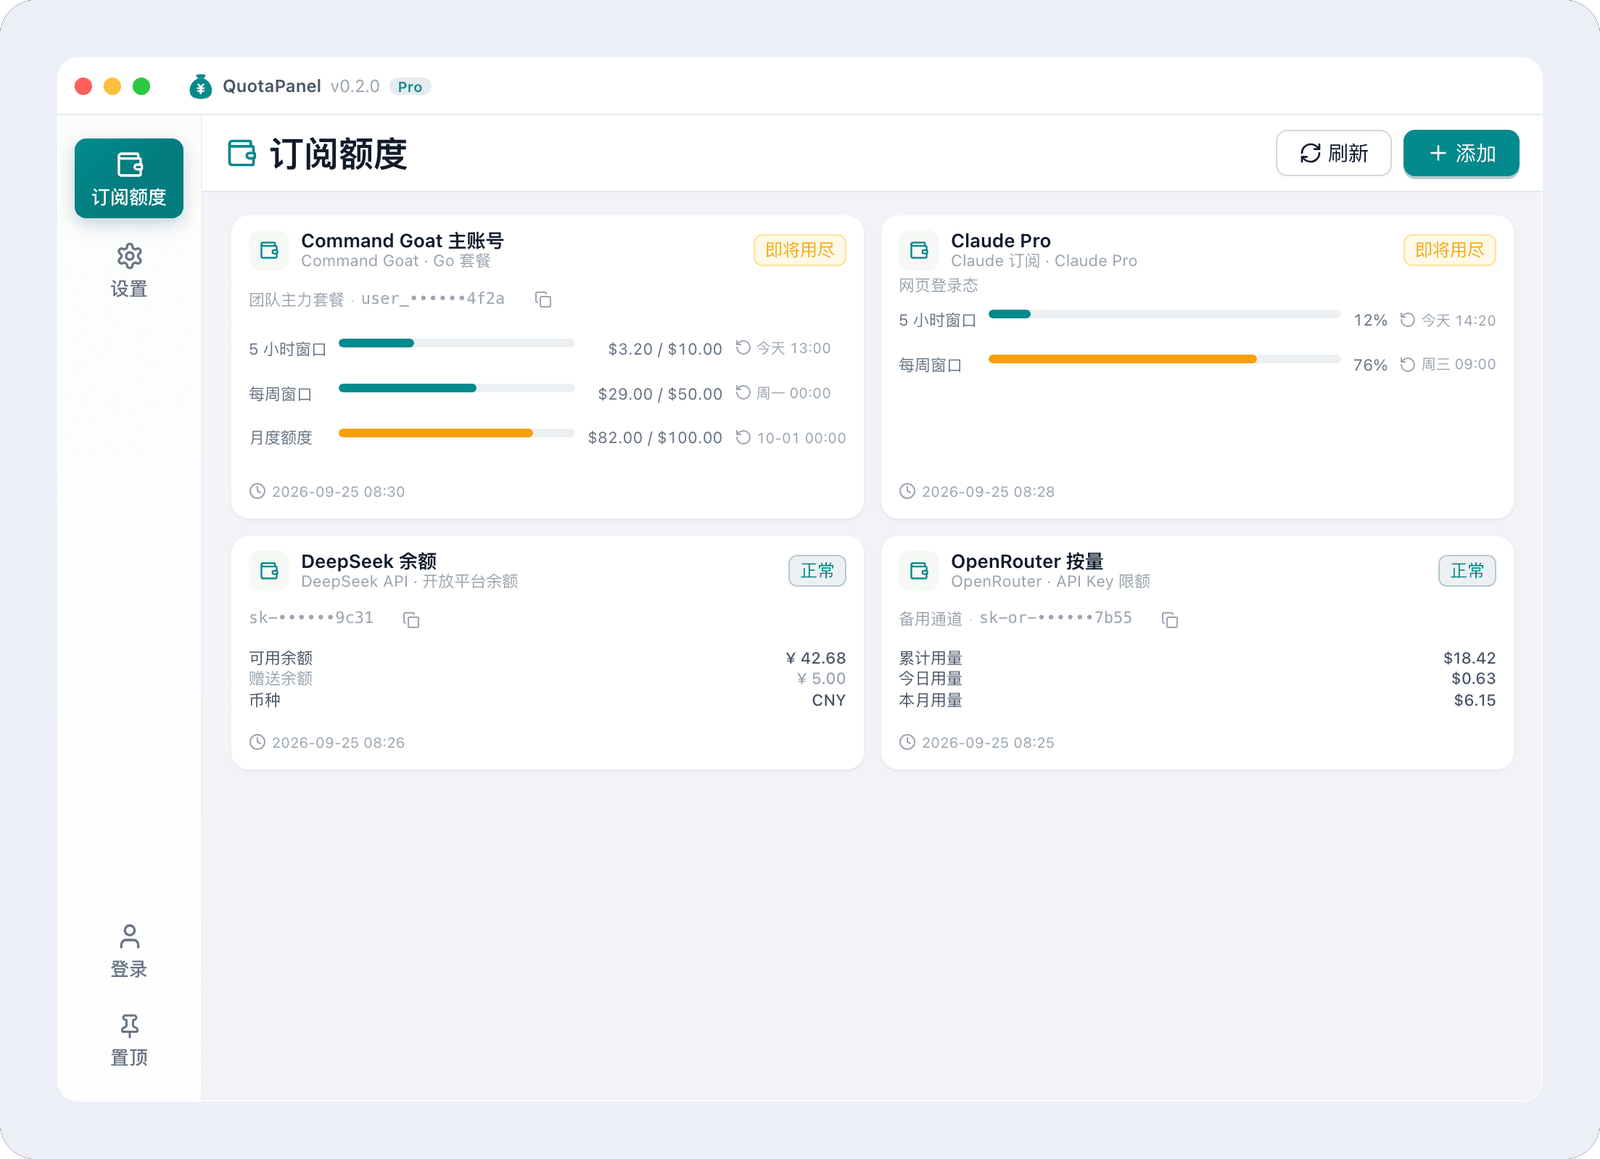 QuotaPanel v0.2.0 Pro
订阅额度
设置
登录
置顶
订阅额度
刷新
添加
Command Goat 主账号
Command Goat · Go 套餐
即将用尽
团队主力套餐 · user_••••••4f2a
5 小时窗口 $3.20 / $10.00 今天 13:00
每周窗口 $29.00 / $50.00 周一 00:00
月度额度 $82.00 / $100.00 10-01 00:00
2026-09-25 08:30
Claude Pro
Claude 订阅 · Claude Pro
即将用尽
网页登录态
5 小时窗口 12% 今天 14:20
每周窗口 76% 周三 09:00
2026-09-25 08:28
DeepSeek 余额
DeepSeek API · 开放平台余额
正常
sk-••••••9c31
可用余额 ¥ 42.68
赠送余额 ¥ 5.00
币种 CNY
2026-09-25 08:26
OpenRouter 按量
OpenRouter · API Key 限额
正常
备用通道 · sk-or-••••••7b55
累计用量 $18.42
今日用量 $0.63
本月用量 $6.15
2026-09-25 08:25